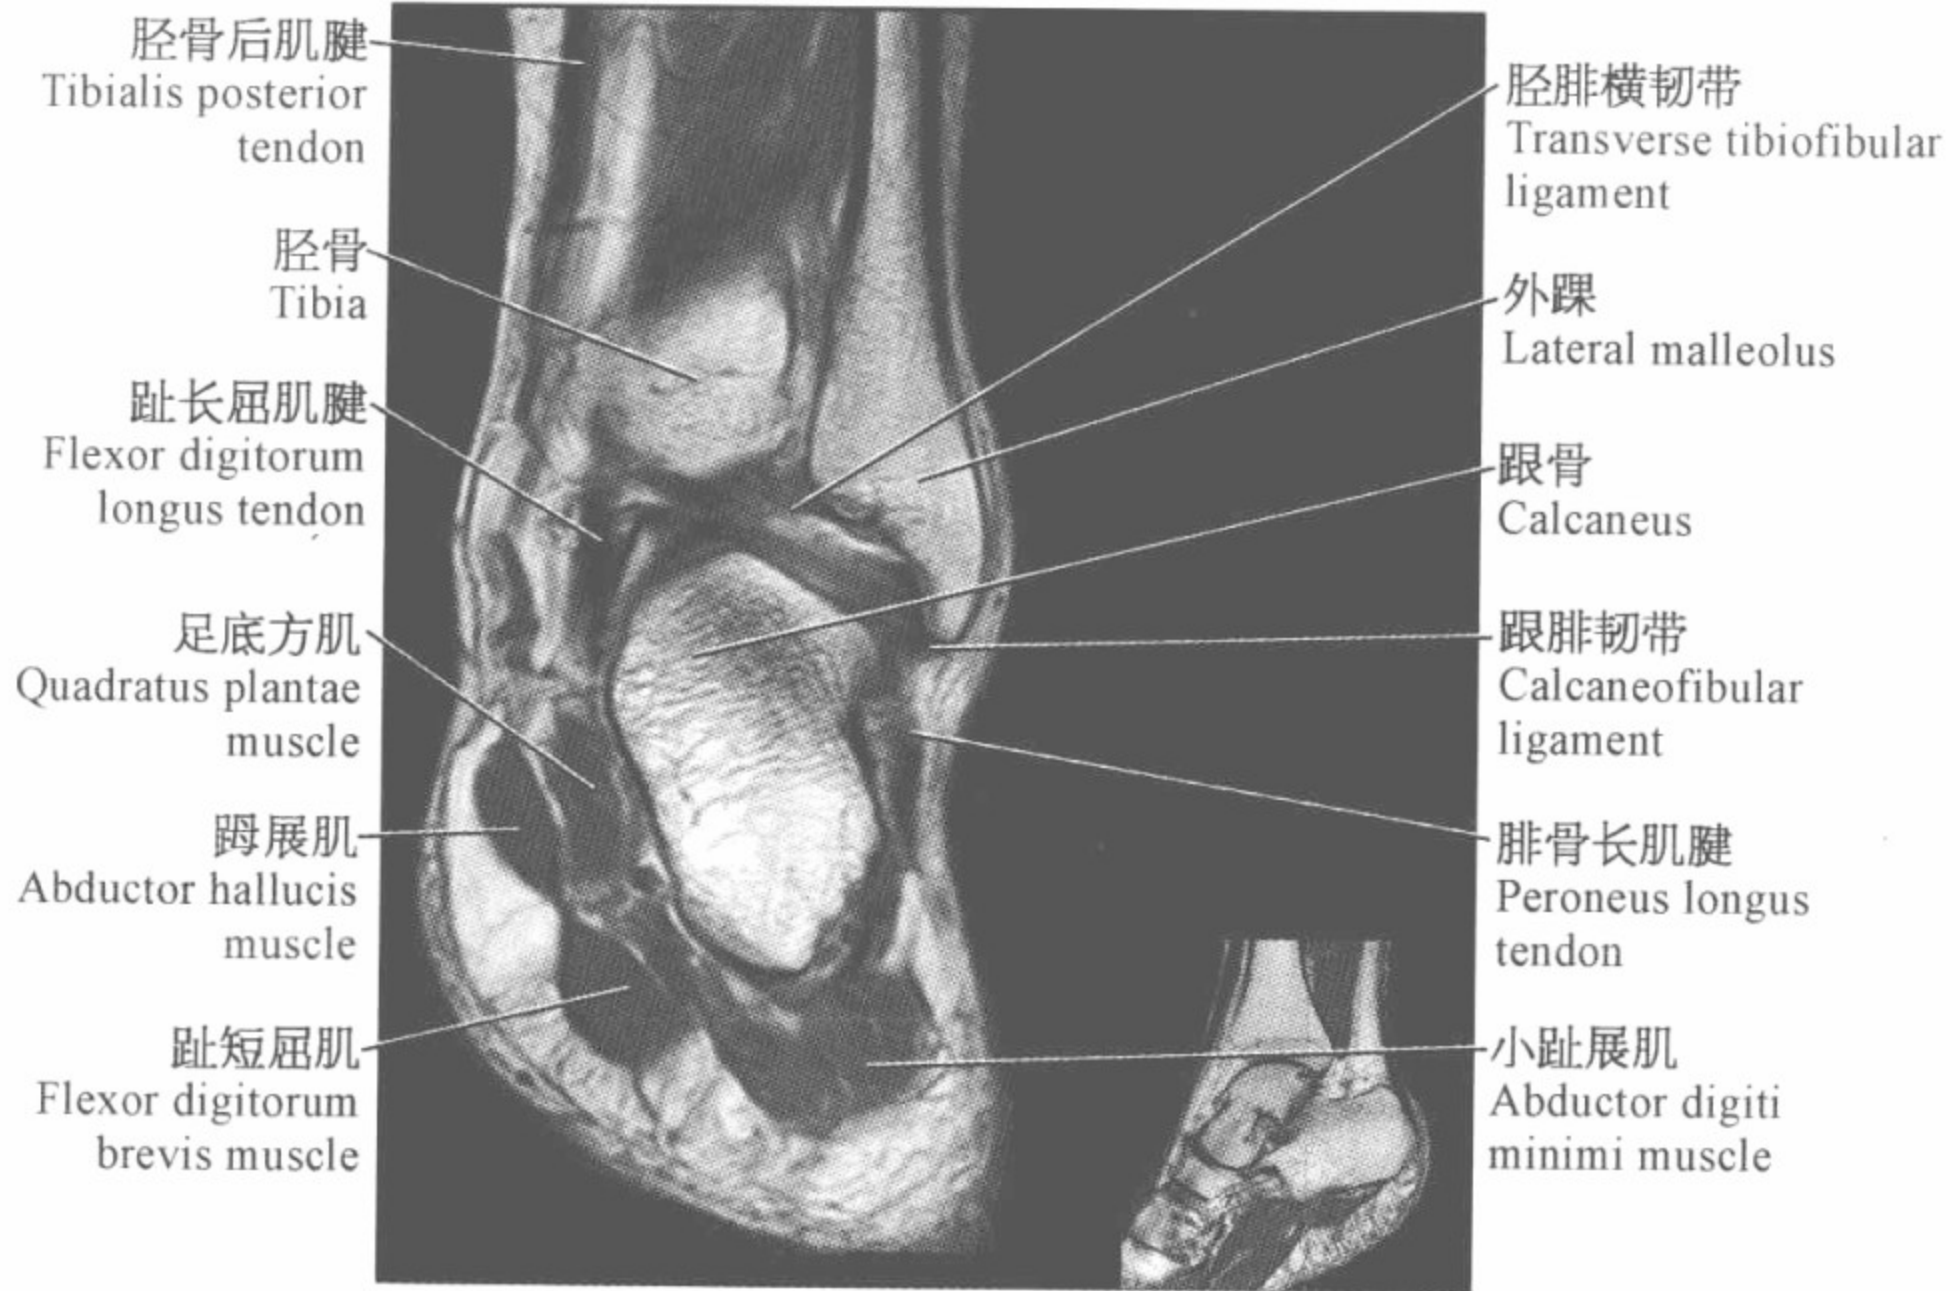 胫骨后肌腱
Tibialis posterior
tendon
胫骨
Tibia
趾长屈肌腱
Flexor digitorum
longus tendon
足底方肌
Quadratus plantae
muscle
踇展肌
Abductor hallucis
muscle
趾短屈肌
Flexor digitorum
brevis muscle
胫腓横韧带
Transverse tibiofibular
ligament
外踝
Lateral malleolus
跟骨
Calcaneus
跟腓韧带
Calcaneofibular
ligament
腓骨长肌腱
Peroneus longus
tendon
小趾展肌
Abductor digiti
minimi muscle